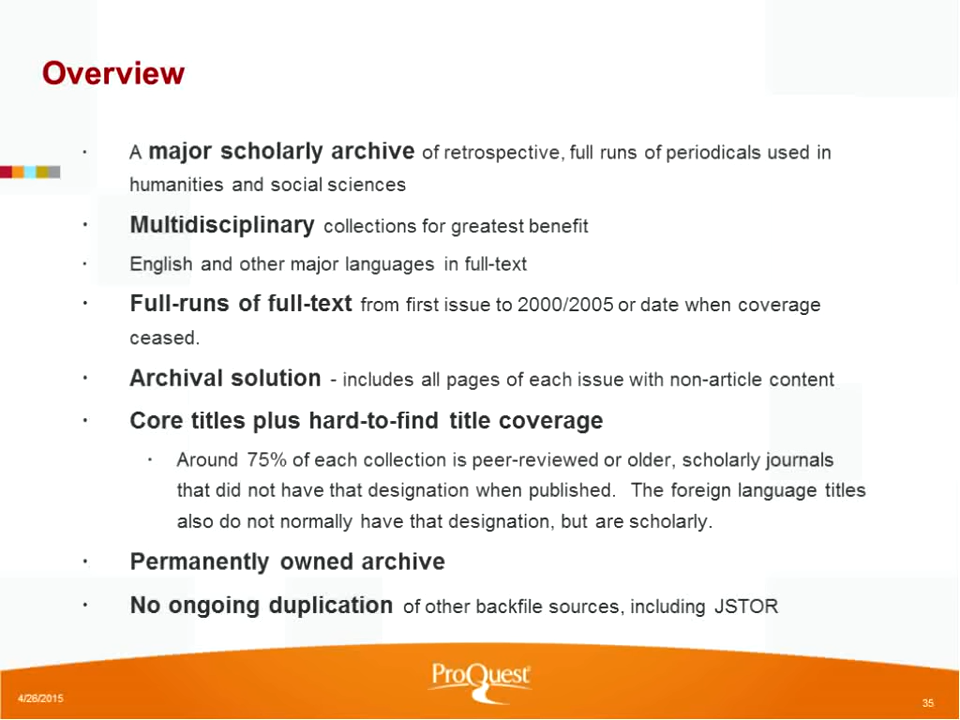 Overview
· A major scholarly archive of retrospective, full runs of periodicals used in
humanities and social sciences
· Multidisciplinary collections for greatest benefit
· English and other major languages in full-text
· Full-runs of full-text from first issue to 2000/2005 or date when coverage
ceased.
· Archival solution - includes all pages of each issue with non-article content
· Core titles plus hard-to-find title coverage
· Around 75% of each collection is peer-reviewed or older, scholarly journals
that did not have that designation when published. The foreign language titles
also do not normally have that designation, but are scholarly.
· Permanently owned archive
· No ongoing duplication of other backfile sources, including JSTOR
ProQuest
4/26/2015
35